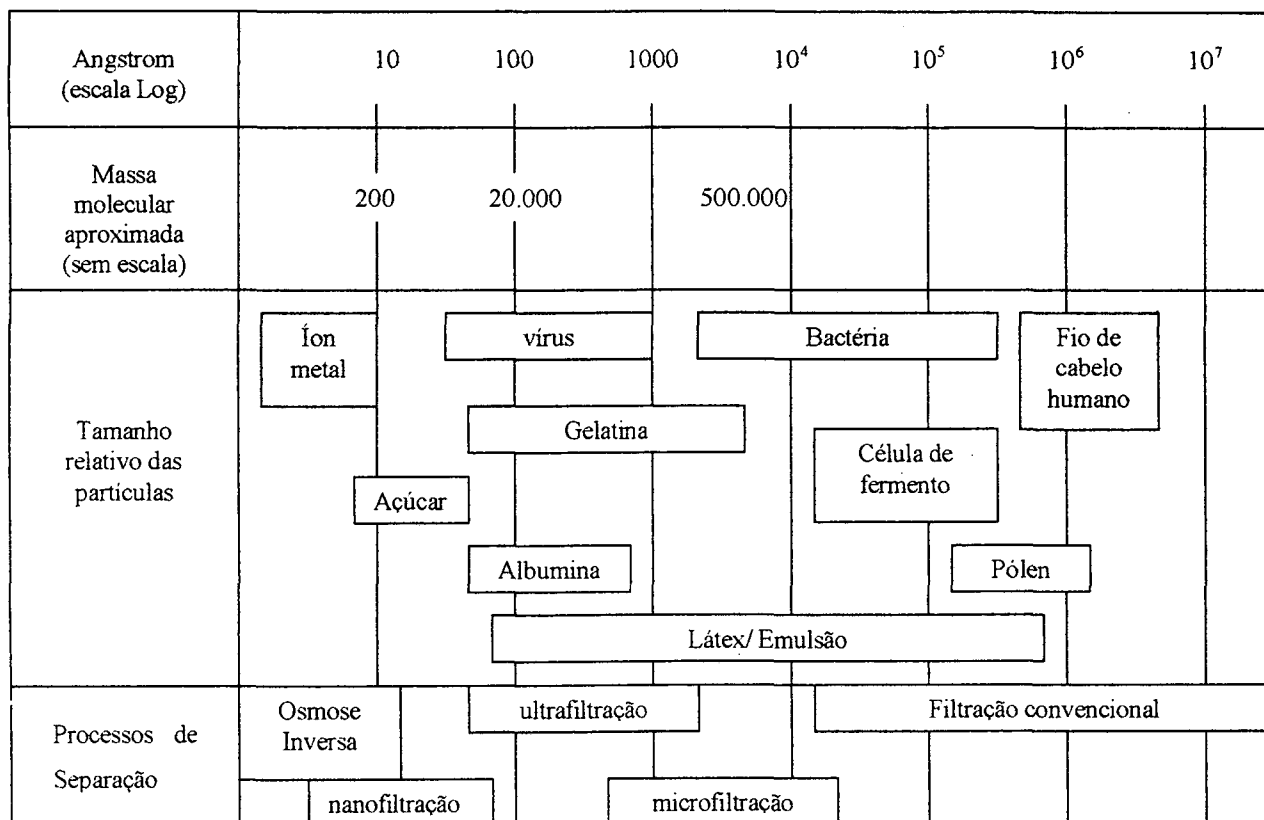 Angstrom
(escala Log)
10 100 1000 10⁴ 10⁵ 10⁶ 10⁷
Massa
molecular
aproximada
(sem escala)
200 20.000 500.000
Tamanho
relativo das
partículas
Íon
metal
vírus
Bactéria
Fio de
cabelo
humano
Gelatina
Célula de
fermento
Açúcar
Albumina
Pólen
Látex/ Emulsão
Processos de
Separação
Osmose
Inversa
ultrafiltração
Filtração convencional
nanofiltração
microfiltração